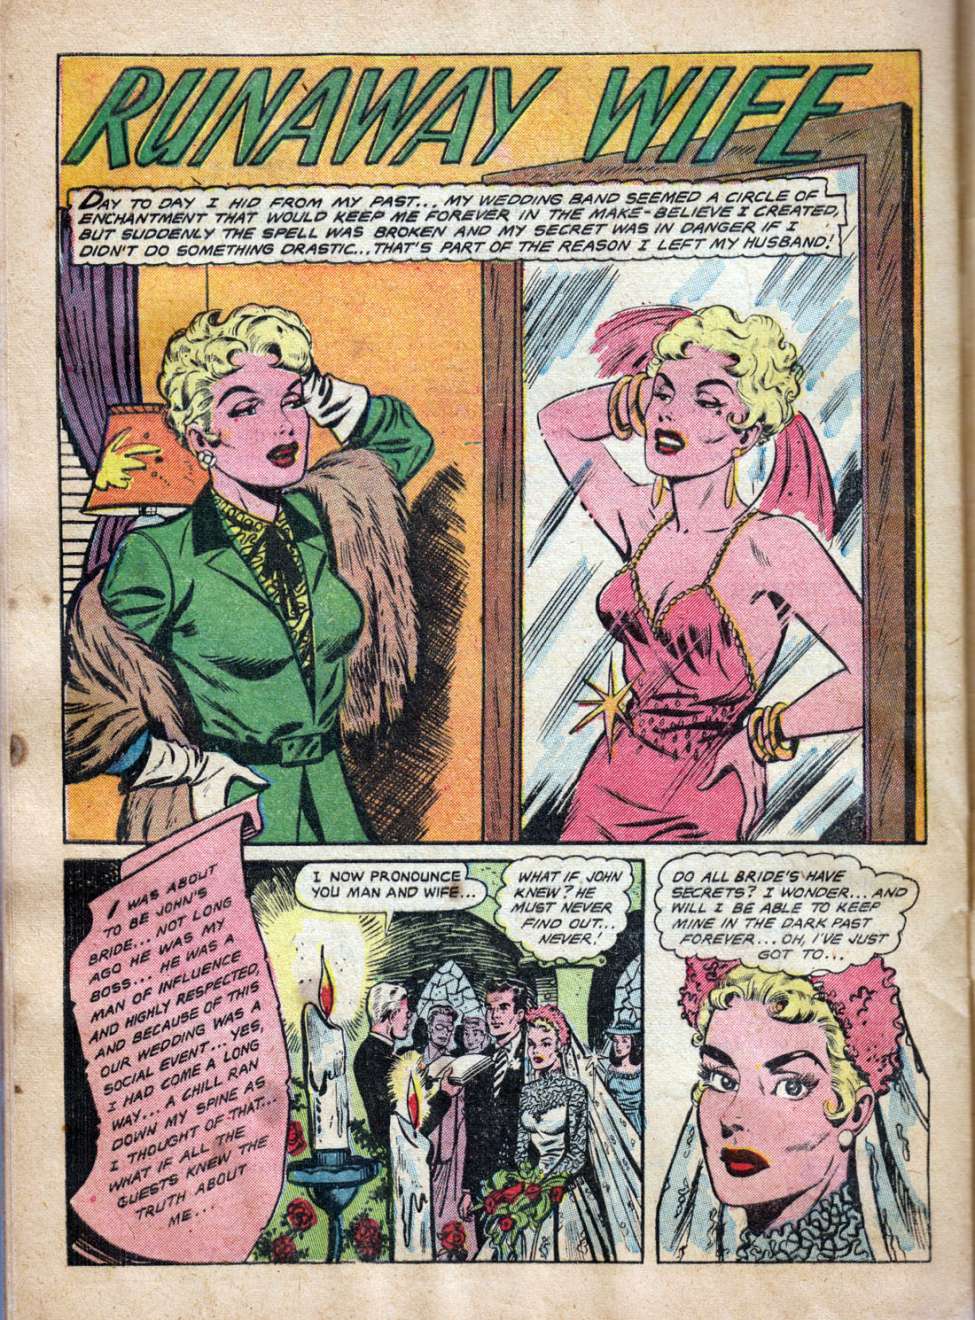 RUNAWAY WIFE
DAY TO DAY I HID FROM MY PAST... MY WEDDING BAND SEEMED A CIRCLE OF
ENCHANTMENT THAT WOULD KEEP ME FOREVER IN THE MAKE-BELIEVE I CREATED,
BUT SUDDENLY THE SPELL WAS BROKEN AND MY SECRET WAS IN DANGER IF I
DIDN'T DO SOMETHING DRASTIC... THAT'S PART OF THE REASON I LEFT MY HUSBAND!
I WAS ABOUT
TO BE JOHN'S
BRIDE... NOT LONG
AGO HE WAS MY
BOSS... HE WAS A
MAN OF INFLUENCE
AND HIGHLY RESPECTED,
AND BECAUSE OF THIS
OUR WEDDING WAS A
SOCIAL EVENT... YES,
I HAD COME A LONG
WAY... A CHILL RAN
DOWN MY SPINE AS
I THOUGHT OF THAT...
WHAT IF ALL THE
GUESTS KNEW THE
TRUTH ABOUT
ME...
I NOW PRONOUNCE
YOU MAN AND WIFE...
WHAT IF JOHN
KNEW? HE
MUST NEVER
FIND OUT...
NEVER!
DO ALL BRIDE'S HAVE
SECRETS? I WONDER... AND
WILL I BE ABLE TO KEEP
MINE IN THE DARK PAST
FOREVER... OH, I'VE JUST
GOT TO...